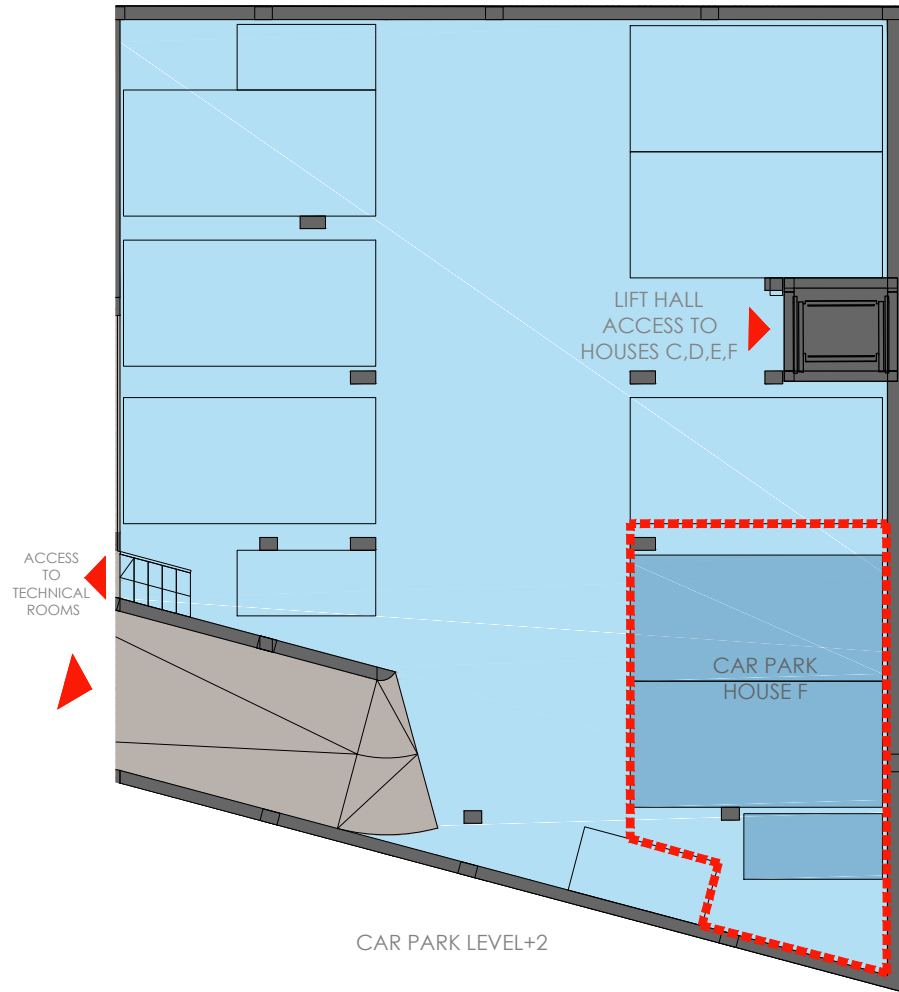 LIFT HALL
ACCESS TO
HOUSES C,D,E,F
ACCESS
TO
TECHNICAL
ROOMS
CAR PARK
HOUSE F
CAR PARK LEVEL+2